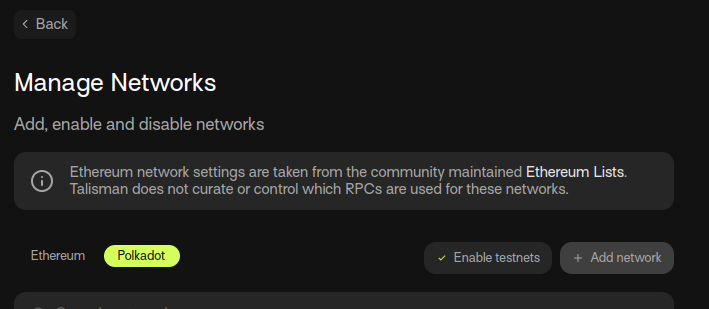 Back
Manage Networks
Add, enable and disable networks
Ethereum network settings are taken from the community maintained Ethereum Lists.
Talisman does not curate or control which RPCs are used for these networks.
Ethereum
Polkadot
Enable testnets
Add network